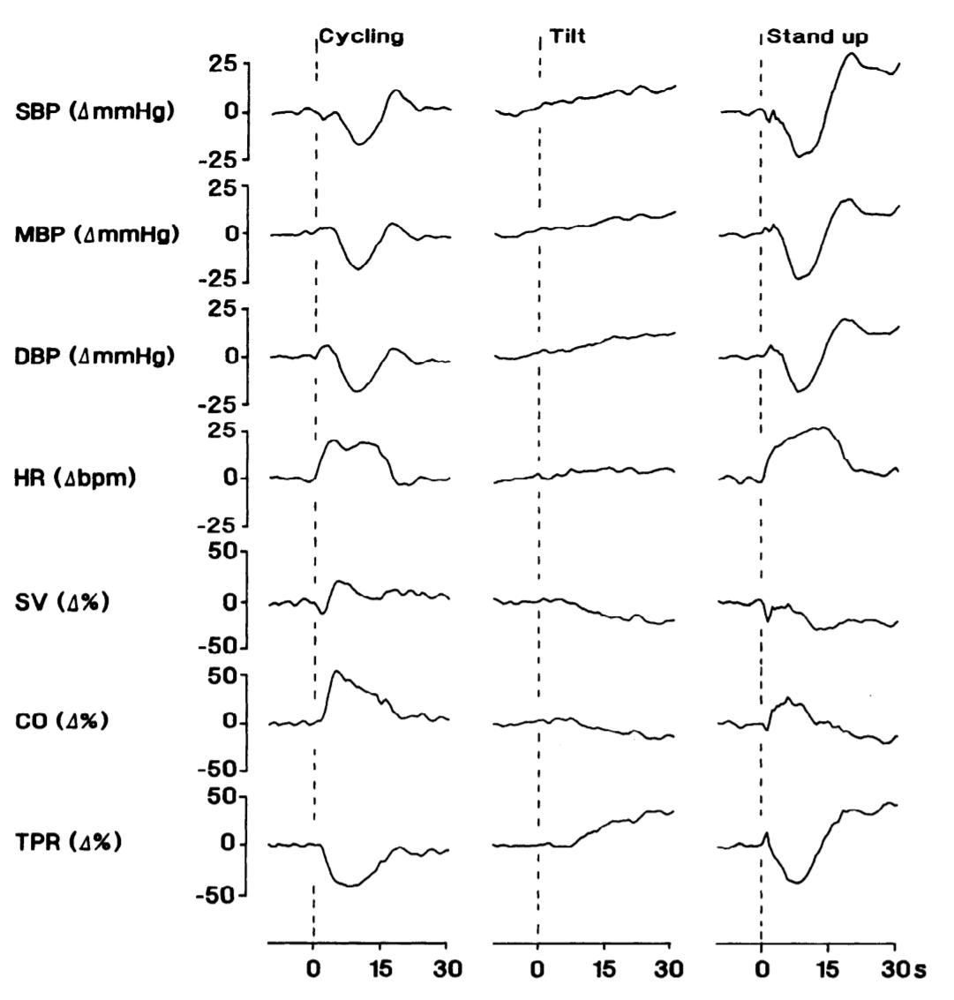 Cycling Tilt Stand up
25
SBP (ΔmmHg) 0
-25
25
MBP (ΔmmHg) 0
-25
25
DBP (ΔmmHg) 0
-25
25
HR (Δbpm) 0
-25
50
SV (Δ%) 0
-50
50
CO (Δ%) 0
-50
50
TPR (Δ%) 0
-50
0 15 30 0 15 30 0 15 30 s